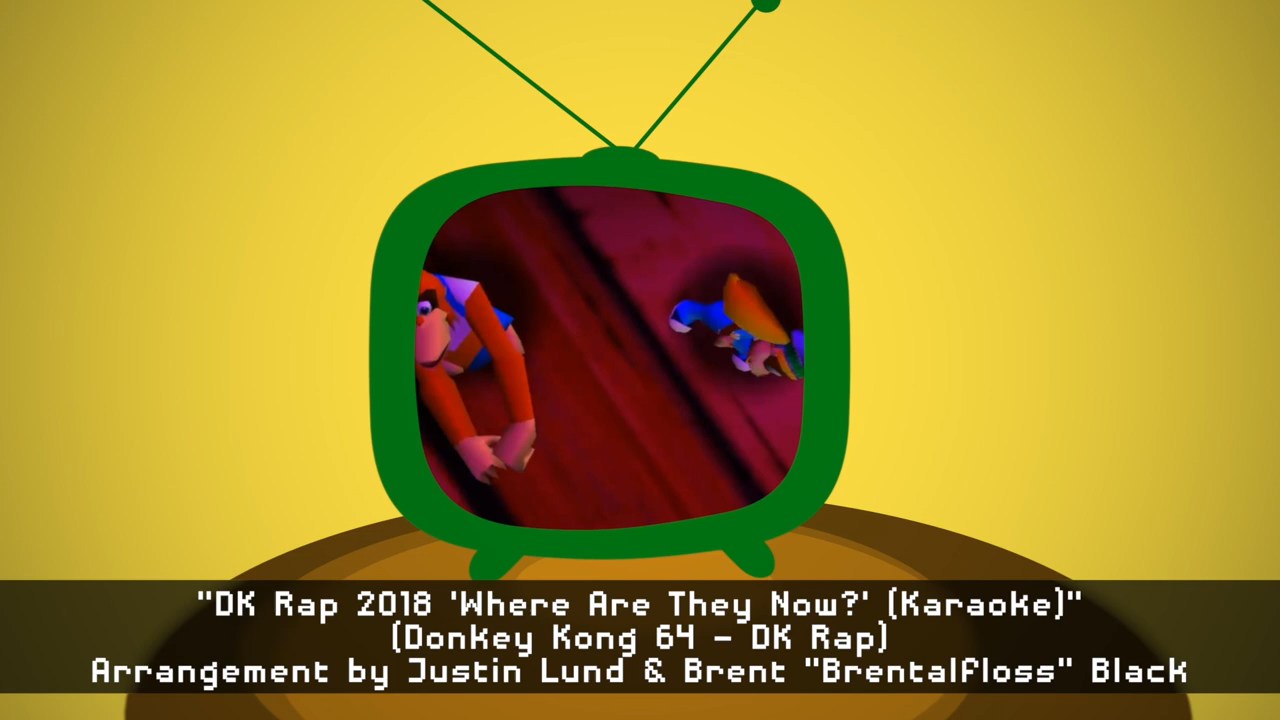 "DK Rap 2018 'Where Are They Now?' (Karaoke)"
(Donkey Kong 64 - DK Rap)
Arrangement by Justin Lund & Brent "Brentalfloss" Black